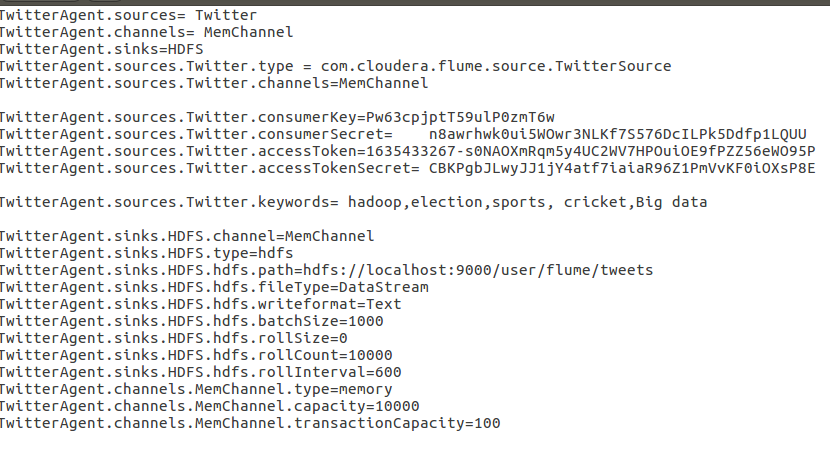 TwitterAgent.sources= Twitter
TwitterAgent.channels= MemChannel
TwitterAgent.sinks=HDFS
TwitterAgent.sources.Twitter.type = com.cloudera.flume.source.TwitterSource
TwitterAgent.sources.Twitter.channels=MemChannel
TwitterAgent.sources.Twitter.consumerKey=Pw63cpjptT59ulP0zmT6w
TwitterAgent.sources.Twitter.consumerSecret=    n8awrhwk0ui5WOwr3NLKf7S576DcILPk5Ddfp1LQUU
TwitterAgent.sources.Twitter.accessToken=1635433267-s0NAOXmRqm5y4UC2WV7HPOuiOE9fPZZ56eWO95P
TwitterAgent.sources.Twitter.accessTokenSecret= CBKPgbJLwyJJ1jY4atf7iaiaR96Z1PmVvKF0iOXsP8E
TwitterAgent.sources.Twitter.keywords= hadoop,election,sports, cricket,Big data
TwitterAgent.sinks.HDFS.channel=MemChannel
TwitterAgent.sinks.HDFS.type=hdfs
TwitterAgent.sinks.HDFS.hdfs.path=hdfs://localhost:9000/user/flume/tweets
TwitterAgent.sinks.HDFS.hdfs.fileType=DataStream
TwitterAgent.sinks.HDFS.hdfs.writeformat=Text
TwitterAgent.sinks.HDFS.hdfs.batchSize=1000
TwitterAgent.sinks.HDFS.hdfs.rollSize=0
TwitterAgent.sinks.HDFS.hdfs.rollCount=10000
TwitterAgent.sinks.HDFS.hdfs.rollInterval=600
TwitterAgent.channels.MemChannel.type=memory
TwitterAgent.channels.MemChannel.capacity=10000
TwitterAgent.channels.MemChannel.transactionCapacity=100